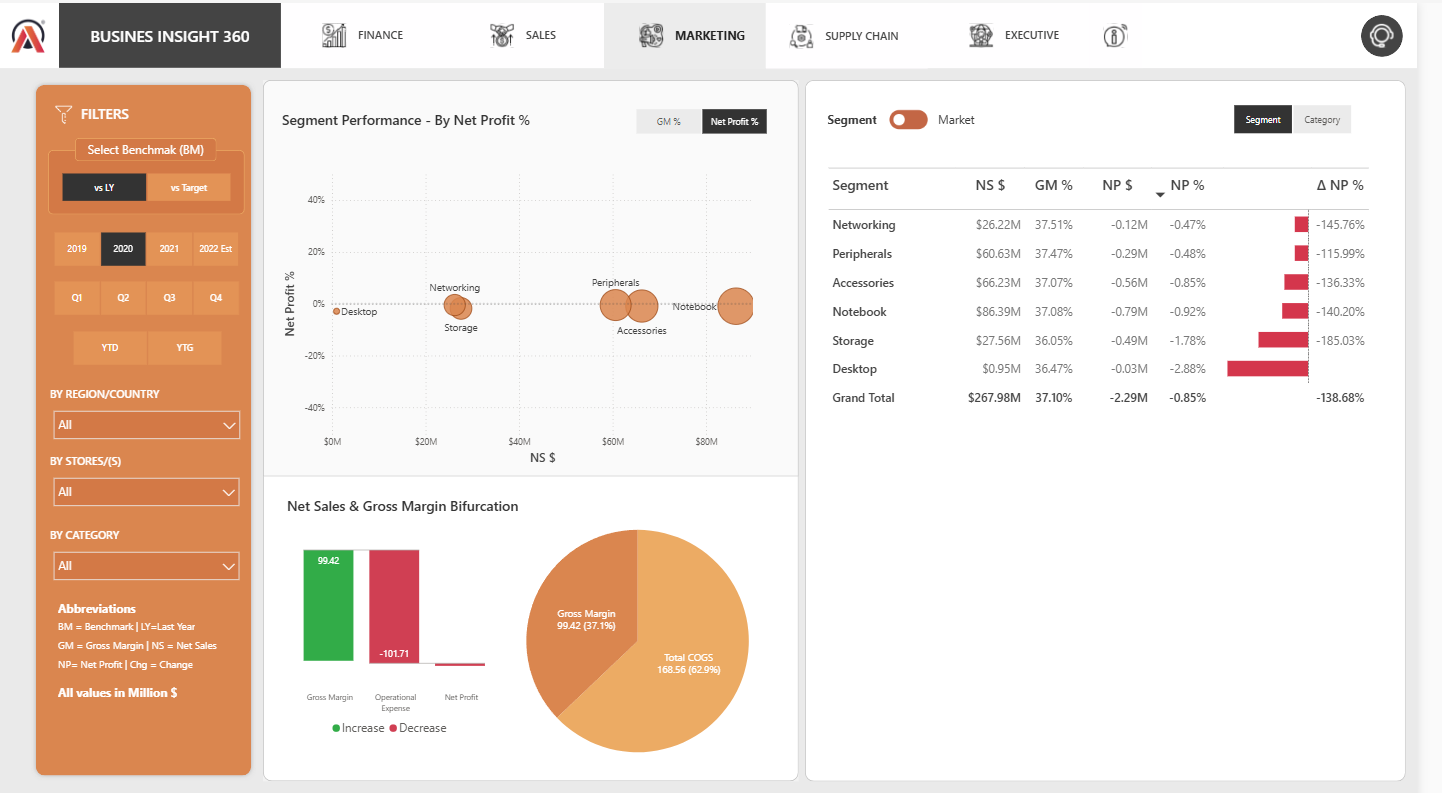 BUSINES INSIGHT 360
FINANCE
SALES
MARKETING
SUPPLY CHAIN
EXECUTIVE
FILTERS
Select Benchmak (BM)
vs LY
vs Target
2019
2020
2021
2022 Est
Q1
Q2
Q3
Q4
YTD
YTG
BY REGION/COUNTRY
All
BY STORES/(S)
All
BY CATEGORY
All
Abbreviations
BM = Benchmark | LY=Last Year
GM = Gross Margin | NS = Net Sales
NP= Net Profit | Chg = Change
All values in Million $
Segment Performance - By Net Profit %
GM %
Net Profit %
Net Profit %
40%
20%
0%
-20%
-40%
Networking
Peripherals
Desktop
Notebook
Storage
Accessories
$0M
$20M
$40M
$60M
$80M
NS $
Net Sales & Gross Margin Bifurcation
99.42
-101.71
Gross Margin
Operational
Expense
Net Profit
Increase
Decrease
Gross Margin
99.42 (37.1%)
Total COGS
168.56 (62.9%)
Segment
Market
Segment
Category
Segment NS $ GM % NP $ NP % Δ NP %
Networking $26.22M 37.51% -0.12M -0.47% -145.76%
Peripherals $60.63M 37.47% -0.29M -0.48% -115.99%
Accessories $66.23M 37.07% -0.56M -0.85% -136.33%
Notebook $86.39M 37.08% -0.79M -0.92% -140.20%
Storage $27.56M 36.05% -0.49M -1.78% -185.03%
Desktop $0.95M 36.47% -0.03M -2.88%
Grand Total $267.98M 37.10% -2.29M -0.85% -138.68%